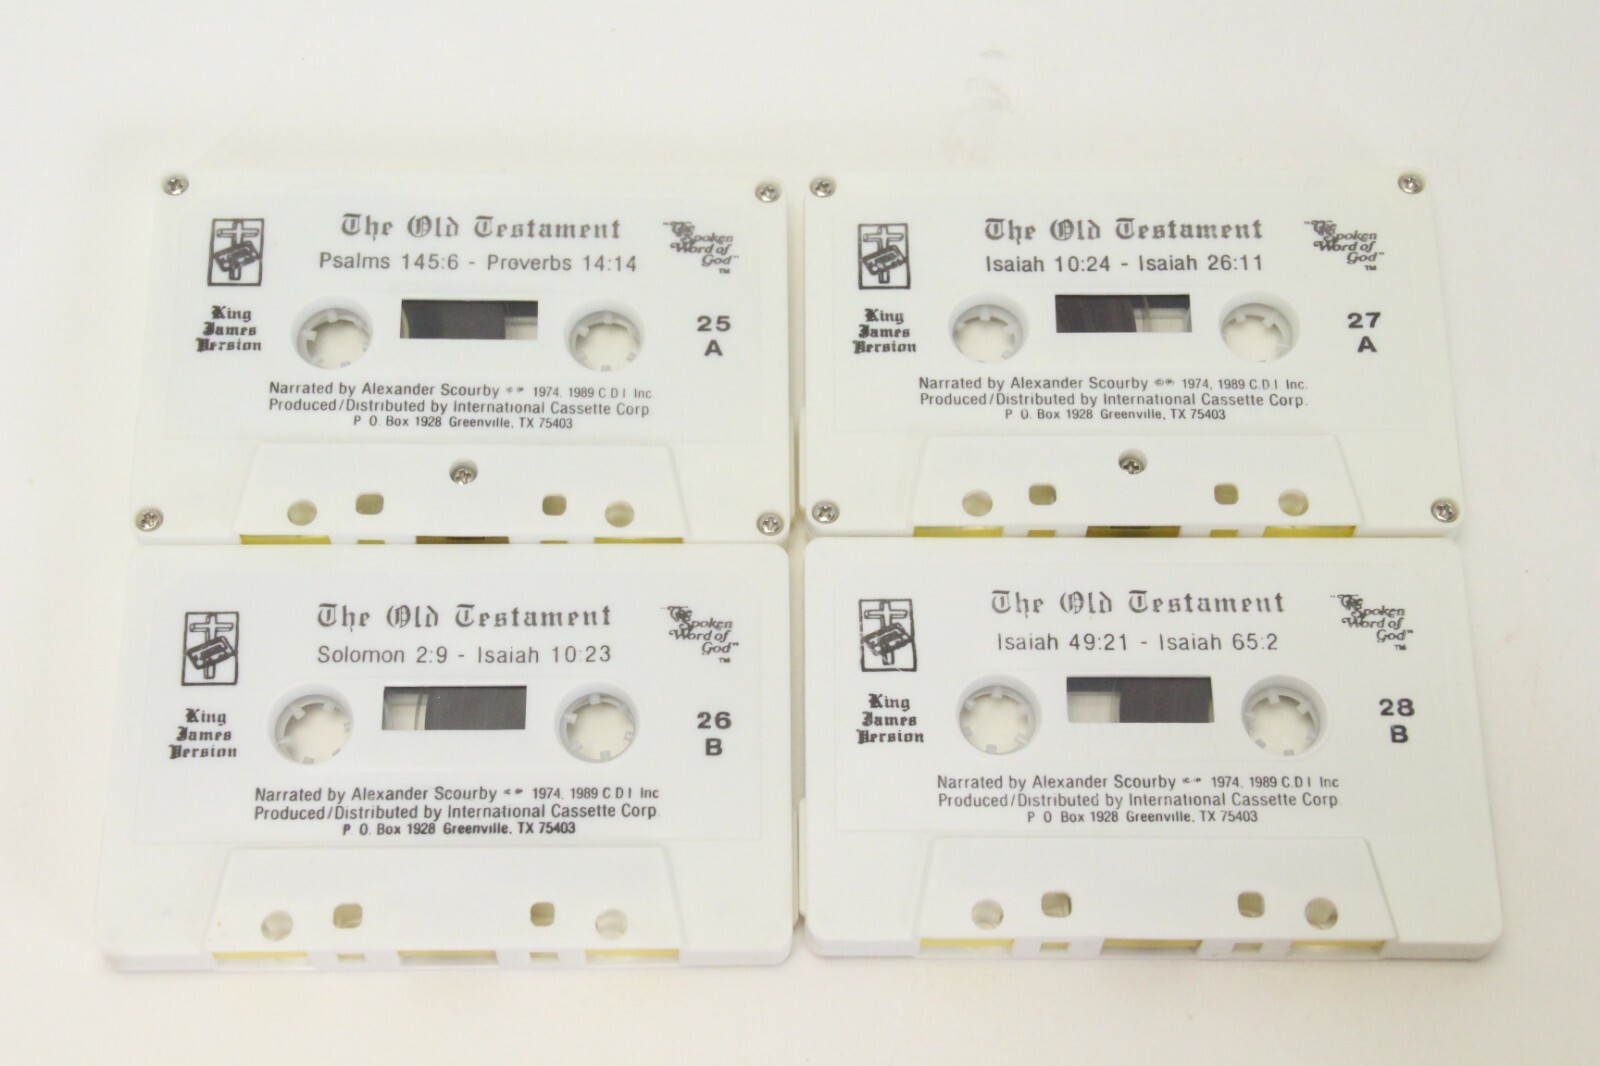 The Old Testament
Psalms 145:6 - Proverbs 14:14
"The Spoken Word of God"
TM
King
James
Version
25
A
Narrated by Alexander Scourby ©℗ 1974, 1989 C.D.I. Inc.
Produced/Distributed by International Cassette Corp.
P.O. Box 1928 Greenville, TX 75403
The Old Testament
Isaiah 10:24 - Isaiah 26:11
"The Spoken Word of God"
TM
King
James
Version
27
A
Narrated by Alexander Scourby ©℗ 1974, 1989 C.D.I. Inc.
Produced/Distributed by International Cassette Corp.
P.O. Box 1928 Greenville, TX 75403
The Old Testament
Solomon 2:9 - Isaiah 10:23
"The Spoken Word of God"
TM
King
James
Version
26
B
Narrated by Alexander Scourby ©℗ 1974, 1989 C.D.I. Inc
Produced/Distributed by International Cassette Corp.
P.O. Box 1928 Greenville, TX 75403
The Old Testament
Isaiah 49:21 - Isaiah 65:2
"The Spoken Word of God"
TM
King
James
Version
28
B
Narrated by Alexander Scourby ©℗ 1974, 1989 C.D.I. Inc
Produced/Distributed by International Cassette Corp.
P.O. Box 1928 Greenville, TX 75403